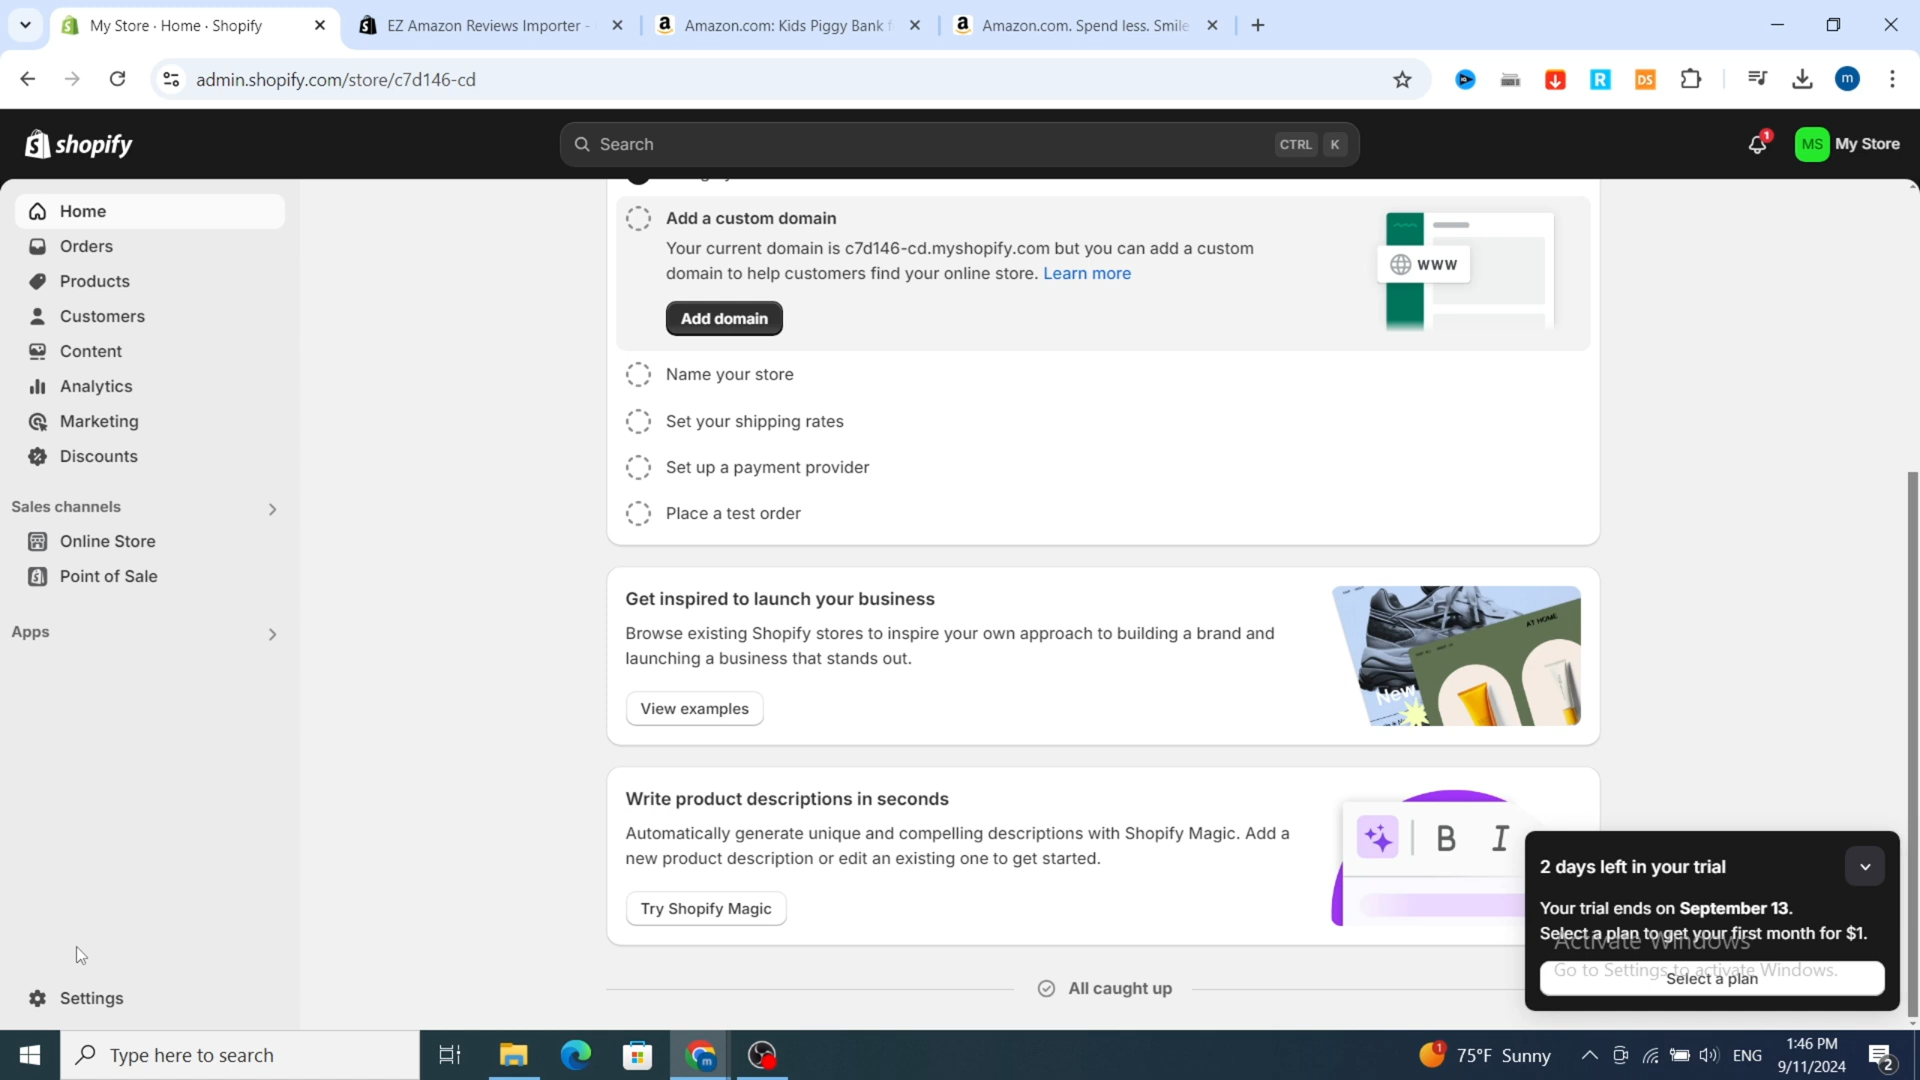 My Store · Home · Shopify
EZ Amazon Reviews Importer -
Amazon.com: Kids Piggy Bank f
Amazon.com. Spend less. Smile
admin.shopify.com/store/c7d146-cd
shopify
Search
CTRL K
1
MS My Store
Home
Orders
Products
Customers
Content
Analytics
Marketing
Discounts
Sales channels
Online Store
Point of Sale
Apps
Settings
Add a custom domain
Your current domain is c7d146-cd.myshopify.com but you can add a custom
domain to help customers find your online store. Learn more
Add domain
www
Name your store
Set your shipping rates
Set up a payment provider
Place a test order
Get inspired to launch your business
Browse existing Shopify stores to inspire your own approach to building a brand and
launching a business that stands out.
View examples
AT HOME
New
Write product descriptions in seconds
Automatically generate unique and compelling descriptions with Shopify Magic. Add a
new product description or edit an existing one to get started.
Try Shopify Magic
B I
All caught up
2 days left in your trial
Your trial ends on September 13.
Select a plan to get your first month for $1.
Select a plan
Activate Windows
Go to Settings to activate Windows.
Type here to search
75°F Sunny
ENG
1:46 PM
9/11/2024
2